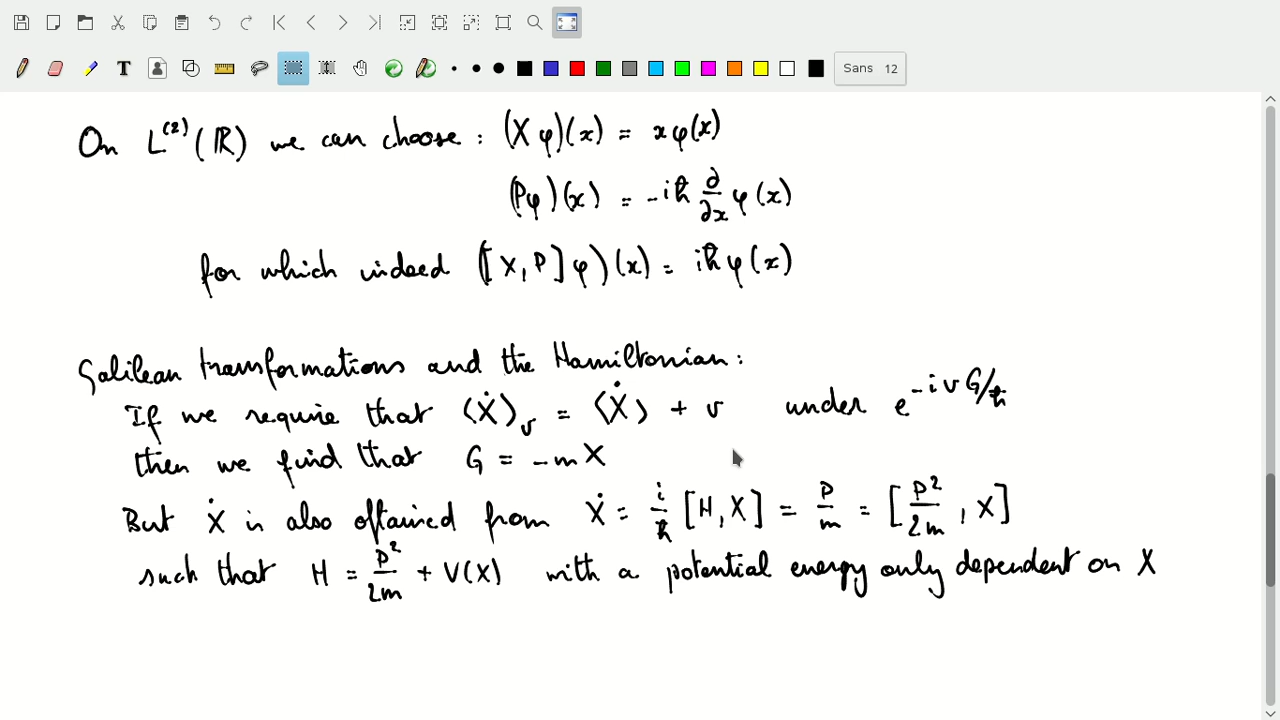 Sans 12
On L⁽²⁾(ℝ) we can choose : (Xφ)(x) = xφ(x)
(Pφ)(x) = -iħ ∂/∂x φ(x)
for which indeed ([X,P]φ)(x) = iħφ(x)
Galilean transformations and the Hamiltonian :
If we require that ⟨Ẋ⟩ᵥ = ⟨Ẋ⟩ + v under e^{-ivG/ħ}
then we find that G = -mX
But Ẋ is also obtained from Ẋ = i/ħ [H,X] = P/m = [P²/2m , X]
such that H = P²/2m + V(X) with a potential energy only dependent on X